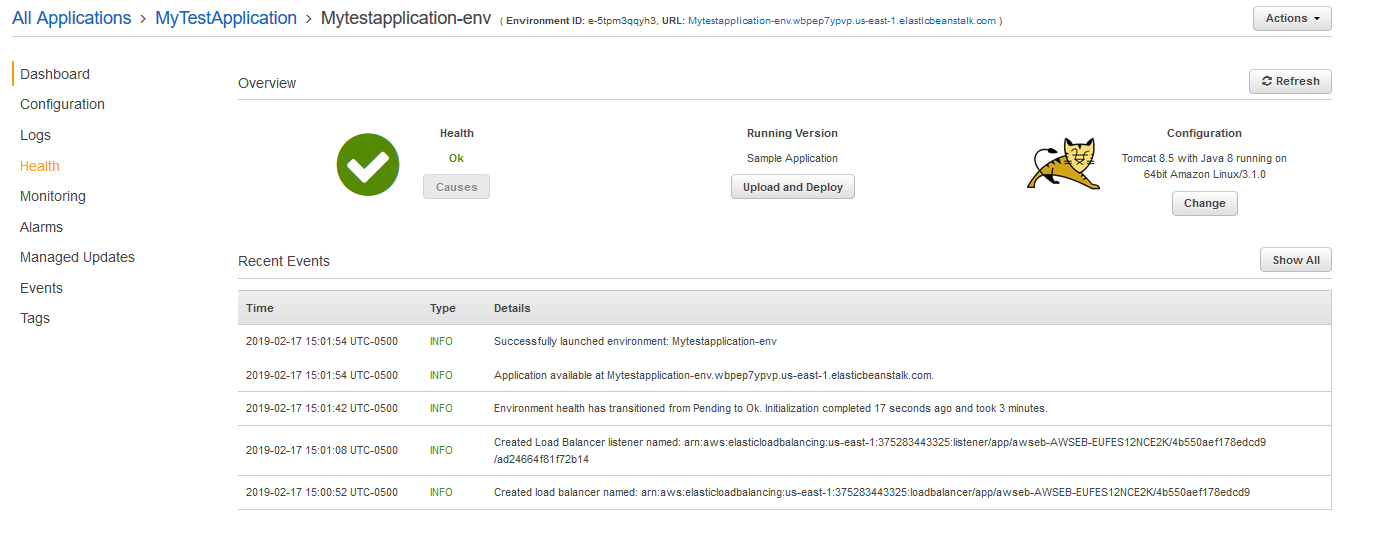 All Applications > MyTestApplication > Mytestapplication-env ( Environment ID: e-5tpm3qqyh3, URL: Mytestapplication-env.wbpep7ypvp.us-east-1.elasticbeanstalk.com )
Actions
Dashboard
Configuration
Logs
Health
Monitoring
Alarms
Managed Updates
Events
Tags
Overview
Refresh
Health
Ok
Causes
Running Version
Sample Application
Upload and Deploy
Configuration
Tomcat 8.5 with Java 8 running on
64bit Amazon Linux/3.1.0
Change
Recent Events
Show All
Time Type Details
2019-02-17 15:01:54 UTC-0500 INFO Successfully launched environment: Mytestapplication-env
2019-02-17 15:01:54 UTC-0500 INFO Application available at Mytestapplication-env.wbpep7ypvp.us-east-1.elasticbeanstalk.com.
2019-02-17 15:01:42 UTC-0500 INFO Environment health has transitioned from Pending to Ok. Initialization completed 17 seconds ago and took 3 minutes.
2019-02-17 15:01:08 UTC-0500 INFO Created Load Balancer listener named: arn:aws:elasticloadbalancing:us-east-1:375283443325:listener/app/awseb-AWSEB-EUFES12NCE2K/4b550aef178edcd9
/ad24664f81f72b14
2019-02-17 15:00:52 UTC-0500 INFO Created load balancer named: arn:aws:elasticloadbalancing:us-east-1:375283443325:loadbalancer/app/awseb-AWSEB-EUFES12NCE2K/4b550aef178edcd9